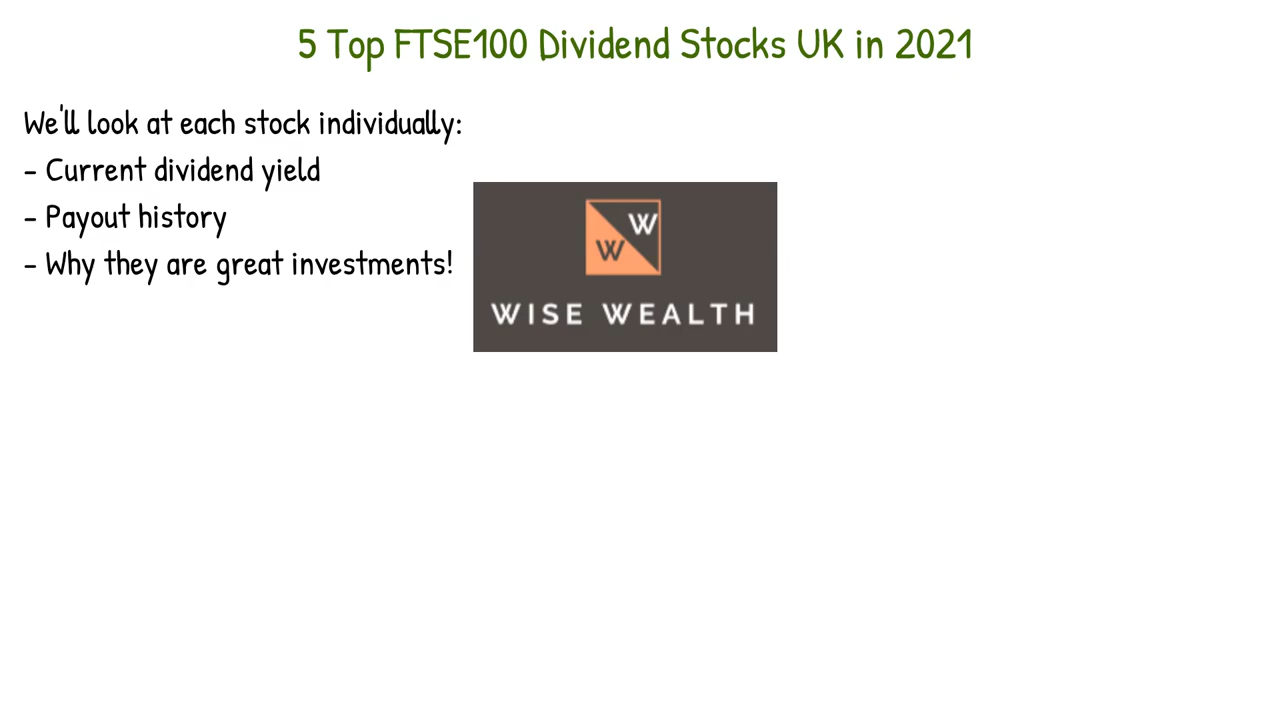 5 Top FTSE100 Dividend Stocks UK in 2021
We'll look at each stock individually:
- Current dividend yield
- Payout history
- Why they are great investments!
W
W
WISE WEALTH